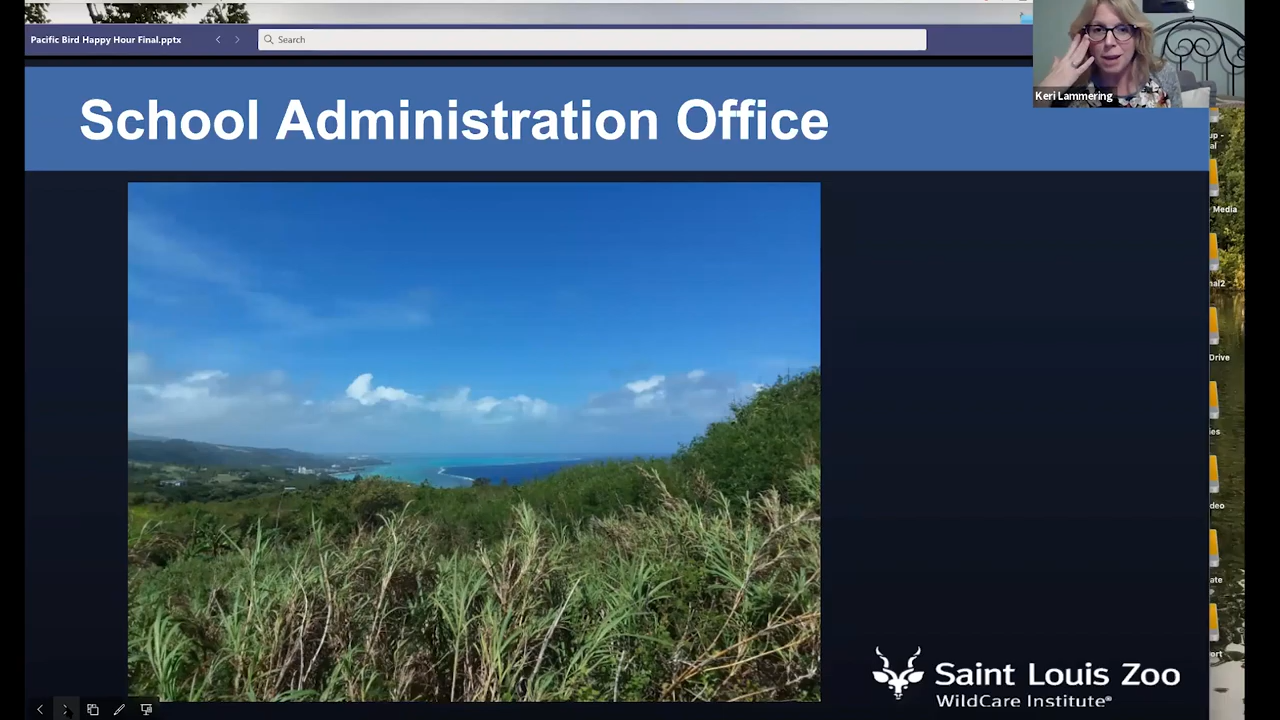 Pacific Bird Happy Hour Final.pptx
Search
Keri Lammering
School Administration Office
Media
Drive
Saint Louis Zoo
WildCare Institute®